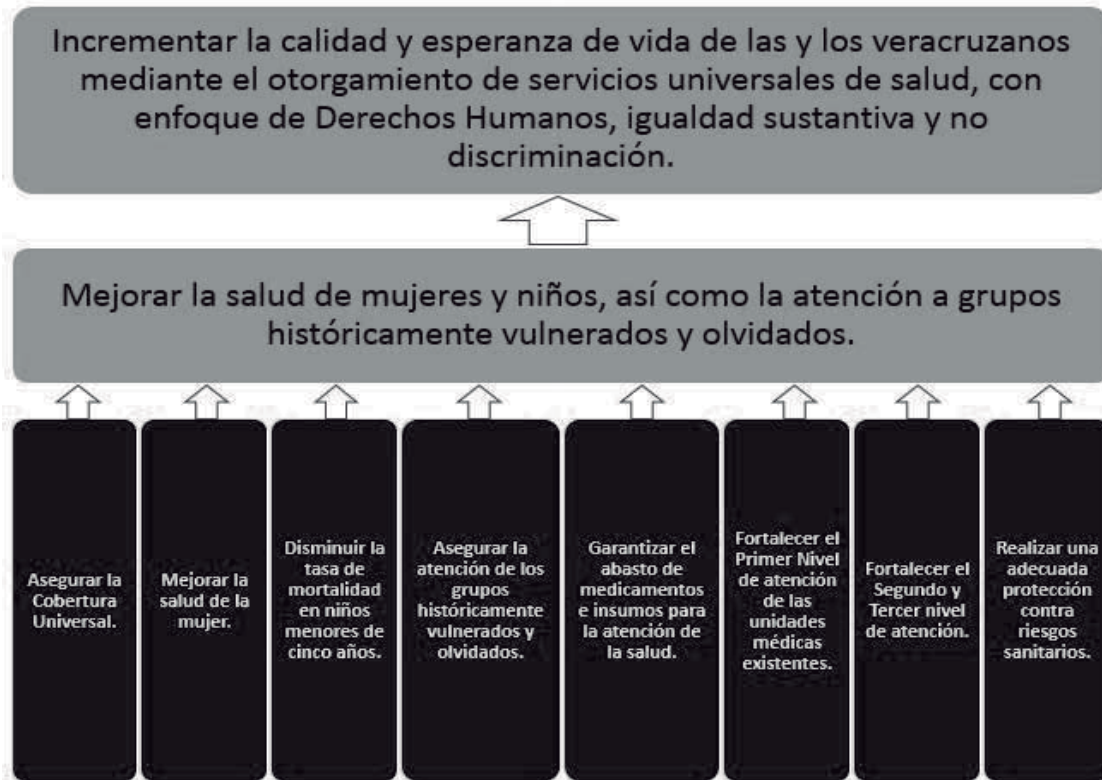 Incrementar la calidad y esperanza de vida de las y los veracruzanos
mediante el otorgamiento de servicios universales de salud, con
enfoque de Derechos Humanos, igualdad sustantiva y no
discriminación.
Mejorar la salud de mujeres y niños, así como la atención a grupos
históricamente vulnerados y olvidados.
Asegurar la
Cobertura
Universal.
Mejorar la
salud de la
mujer.
Disminuir la
tasa de
mortalidad
en niños
menores de
cinco años.
Asegurar la
atención de los
grupos
históricamente
vulnerados y
olvidados.
Garantizar el
abasto de
medicamentos
e insumos para
la atención de
la salud.
Fortalecer el
Primer Nivel
de atención
de las
unidades
médicas
existentes.
Fortalecer el
Segundo y
Tercer nivel
de atención.
Realizar una
adecuada
protección
contra
riesgos
sanitarios.